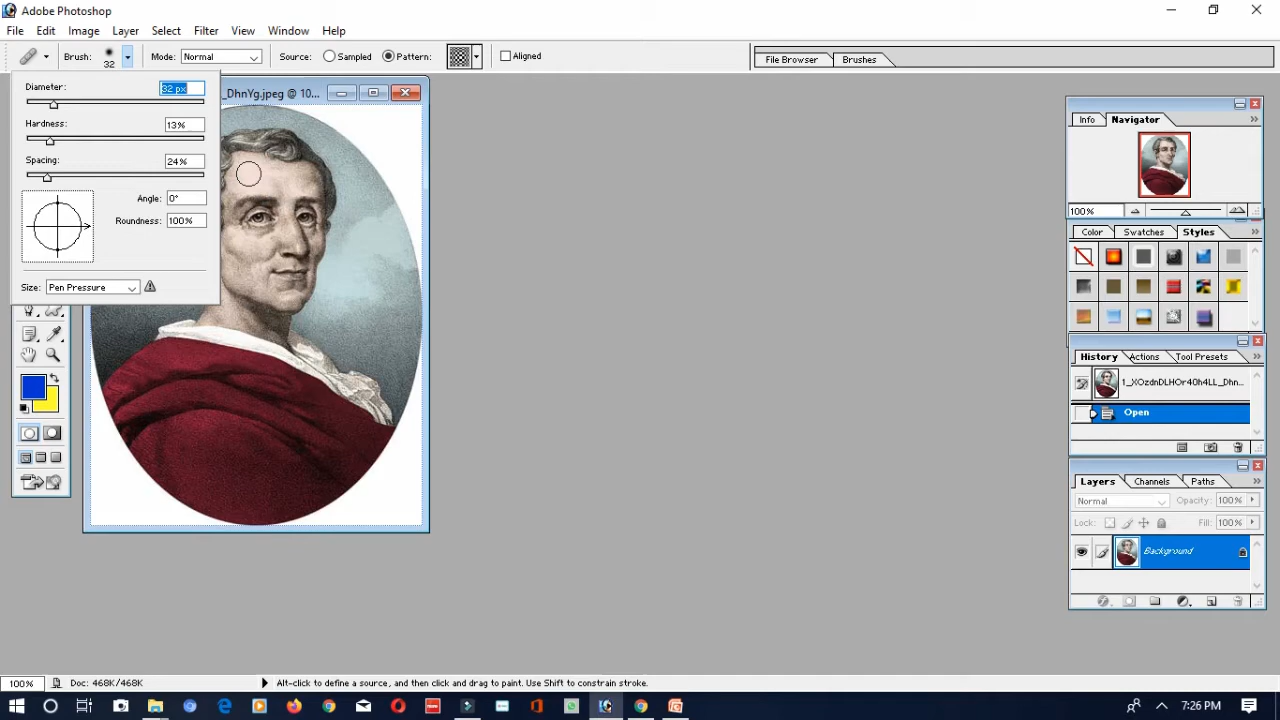 Adobe Photoshop
File Edit Image Layer Select Filter View Window Help
Brush: 32 Mode: Normal Source: Sampled Pattern: Aligned File Browser Brushes
Diameter: 32 px
_DhnYg.jpeg @ 10...
Hardness: 13%
Spacing: 24%
Angle: 0°
Roundness: 100%
Size: Pen Pressure
Info Navigator
100%
Color Swatches Styles
History Actions Tool Presets
1_XOzdnDLHOr40h4LL_Dhn...
Open
Layers Channels Paths
Normal Opacity: 100%
Lock: Fill: 100%
Background
100% Doc: 468K/468K Alt-click to define a source, and then click and drag to paint. Use Shift to constrain stroke.
7:26 PM